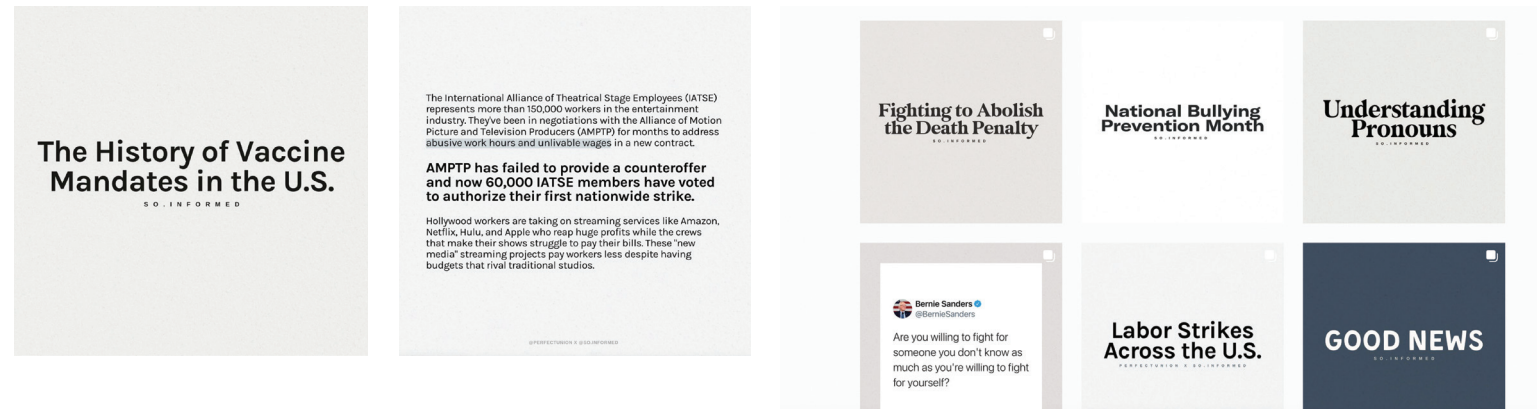 The History of Vaccine
Mandates in the U.S.
SO.INFORMED
The International Alliance of Theatrical Stage Employees (IATSE)
represents more than 150,000 workers in the entertainment
industry. They've been in negotiations with the Alliance of Motion
Picture and Television Producers (AMPTP) for months to address
abusive work hours and unlivable wages in a new contract.
AMPTP has failed to provide a counteroffer
and now 60,000 IATSE members have voted
to authorize their first nationwide strike.
Hollywood workers are taking on streaming services like Amazon,
Netflix, Hulu, and Apple who reap huge profits while the crews
that make their shows struggle to pay their bills. These "new
media" streaming projects pay workers less despite having
budgets that rival traditional studios.
@PERFECTUNION X @SO.INFORMED
Fighting to Abolish
the Death Penalty
SO.INFORMED
National Bullying
Prevention Month
SO.INFORMED
Understanding
Pronouns
SO.INFORMED
Bernie Sanders
@BernieSanders
Are you willing to fight for
someone you don't know as
much as you're willing to fight
for yourself?
Labor Strikes
Across the U.S.
PERFECTUNION X SO.INFORMED
GOOD NEWS
SO.INFORMED